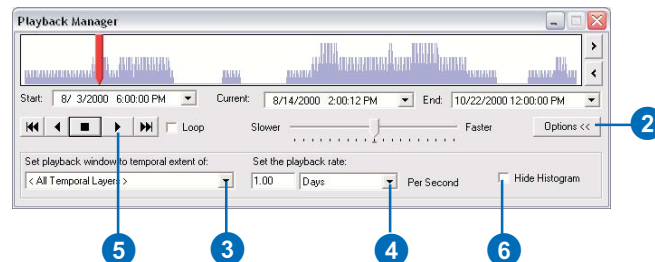 Playback Manager
Start: 8/ 3/2000 6:00:00 PM Current: 8/14/2000 2:00:12 PM End: 10/22/2000 12:00:00 PM
Loop Slower Faster Options <<
2
Set playback window to temporal extent of: Set the playback rate:
< All Temporal Layers > 1.00 Days Per Second Hide Histogram
5 3 4 6